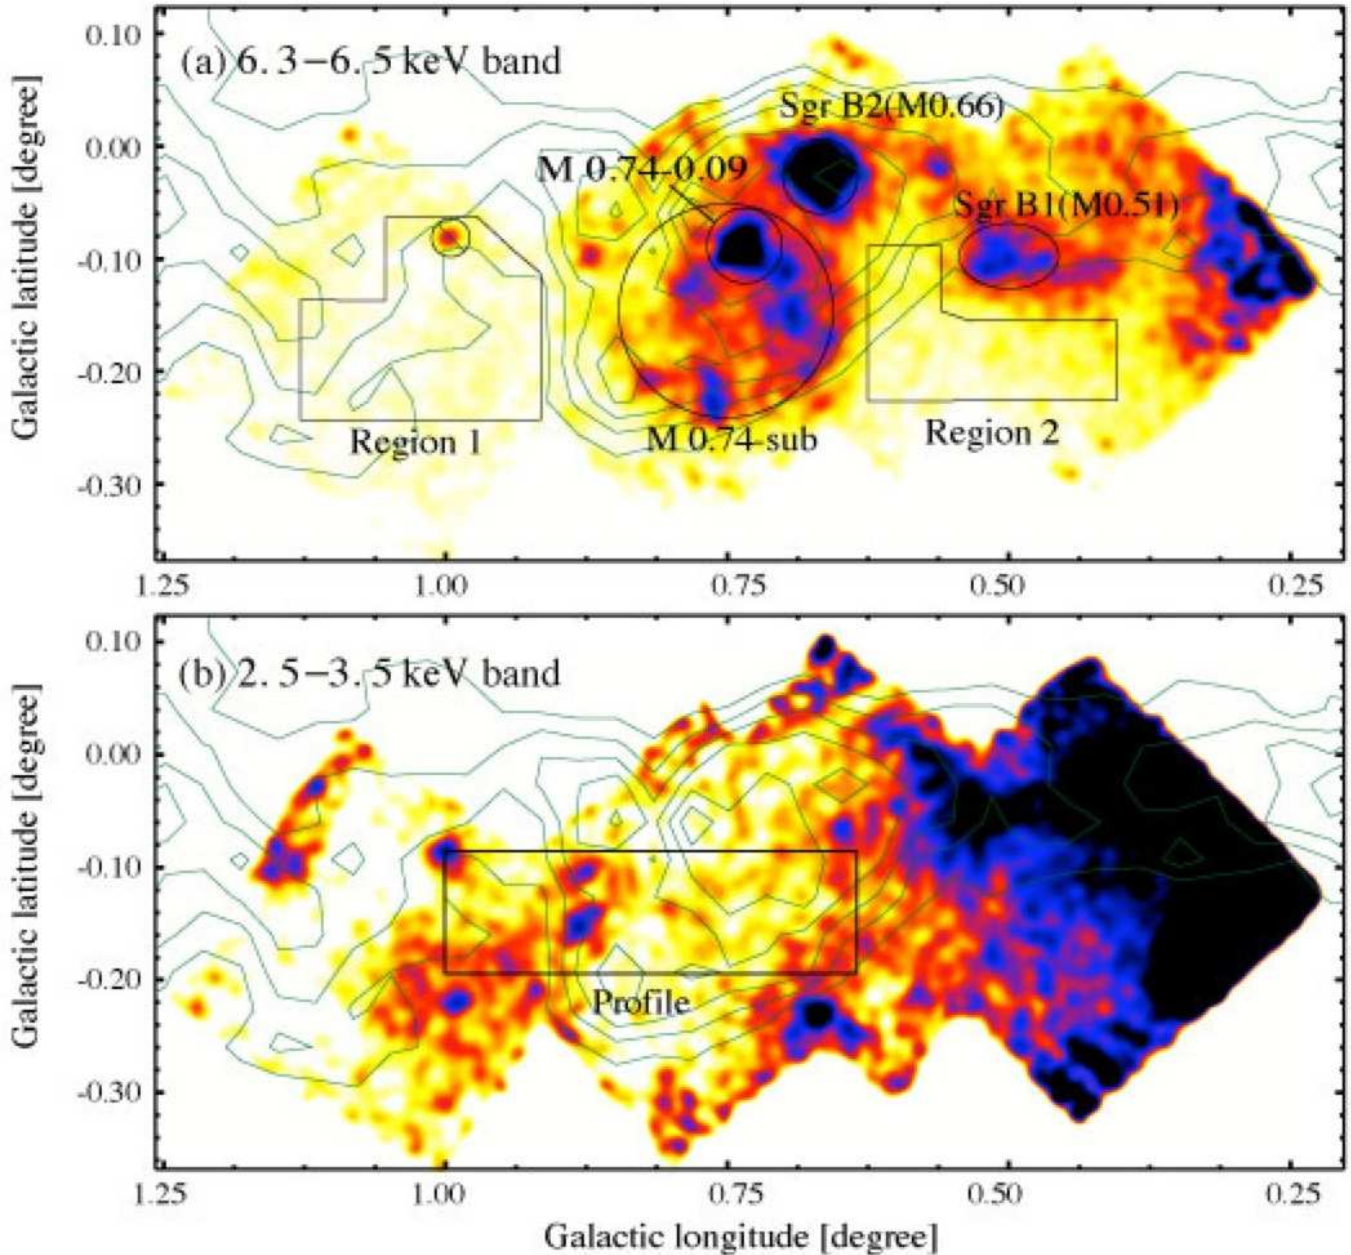 0.10
(a) 6.3−6.5 keV band
Sgr B2(M0.66)
0.00
M 0.74-0.09
Sgr B1(M0.51)
-0.10
-0.20
Region 1
M 0.74-sub
Region 2
-0.30
1.25 1.00 0.75 0.50 0.25
Galactic latitude [degree]
0.10
(b) 2.5−3.5 keV band
0.00
-0.10
-0.20
Profile
-0.30
1.25 1.00 0.75 0.50 0.25
Galactic latitude [degree]
Galactic longitude [degree]